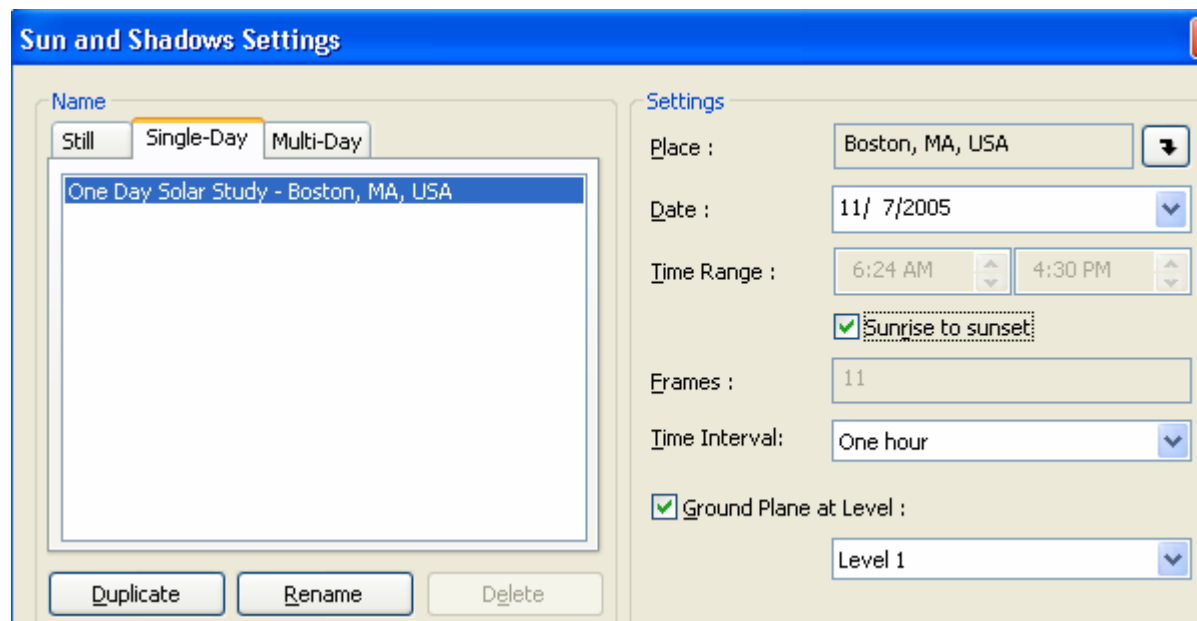 Sun and Shadows Settings
Name
Still Single-Day Multi-Day
One Day Solar Study - Boston, MA, USA
Duplicate Rename Delete
Settings
Place : Boston, MA, USA
Date : 11/ 7/2005
Time Range : 6:24 AM 4:30 PM
Sunrise to sunset
Frames : 11
Time Interval: One hour
Ground Plane at Level :
Level 1